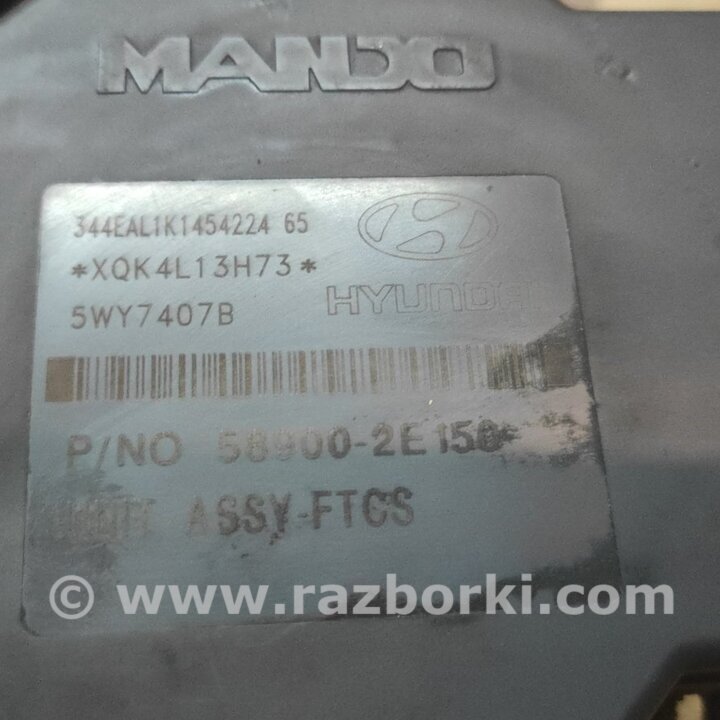 MANDO
344EAL1K1454224 65
*XQK4L13H73*
5WY7407B
HYUNDAI
P/NO 58900-2E150
ASSY-FTCS
© www.razborki.com